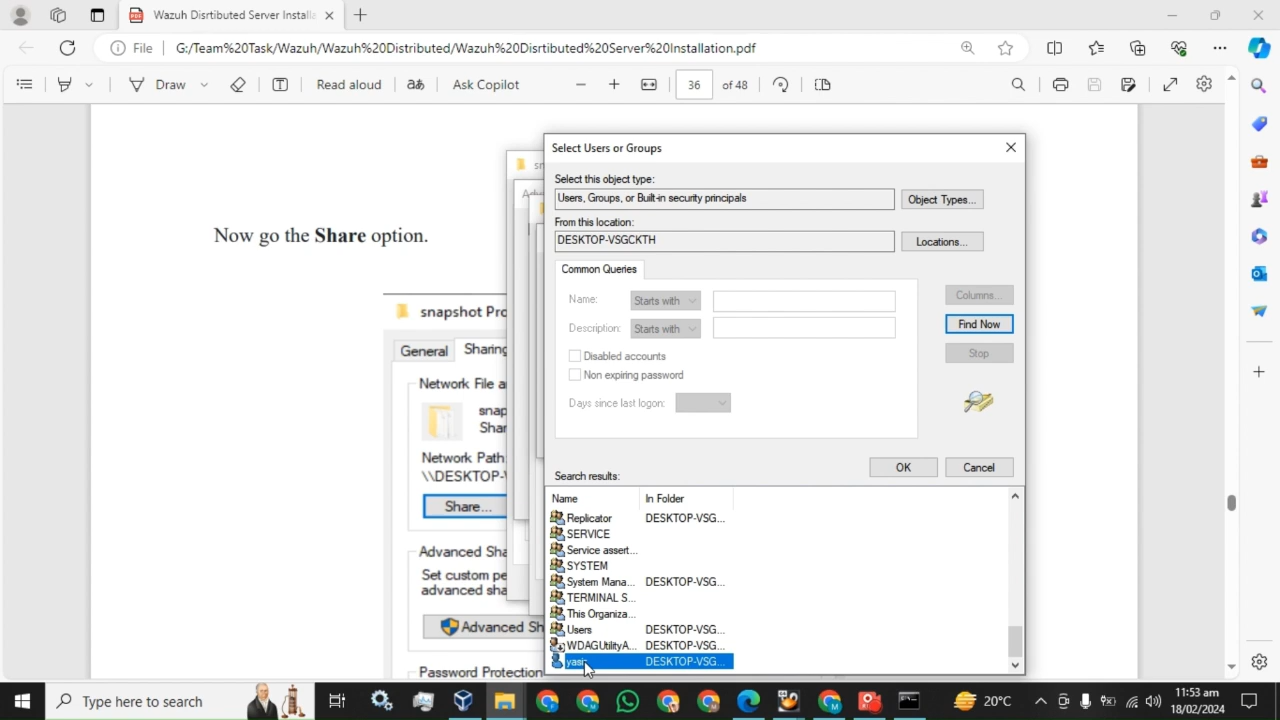 Wazuh Disrtibuted Server Installa
File
G:/Team%20Task/Wazuh/Wazuh%20Distributed/Wazuh%20Disrtibuted%20Server%20Installation.pdf
Draw
Read aloud
aあ
Ask Copilot
36
of 48
Now go the Share option.
snapshot Pro
General
Sharing
Network File a
snap
Shar
Network Path
\\DESKTOP-
Share...
Advanced Sha
Set custom pe
advanced sha
Advanced Sh
Password Protection
Select Users or Groups
Select this object type:
Users, Groups, or Built-in security principals
Object Types...
From this location:
DESKTOP-VSGCKTH
Locations...
Common Queries
Name:
Starts with
Description:
Starts with
Disabled accounts
Non expiring password
Days since last logon:
Columns...
Find Now
Stop
OK
Cancel
Search results:
Name
In Folder
Replicator DESKTOP-VSG...
SERVICE
Service assert...
SYSTEM
System Mana... DESKTOP-VSG...
TERMINAL S...
This Organiza...
Users DESKTOP-VSG...
WDAGUtilityA... DESKTOP-VSG...
DESKTOP-VSG...
Type here to search
20°C
11:53 am
18/02/2024